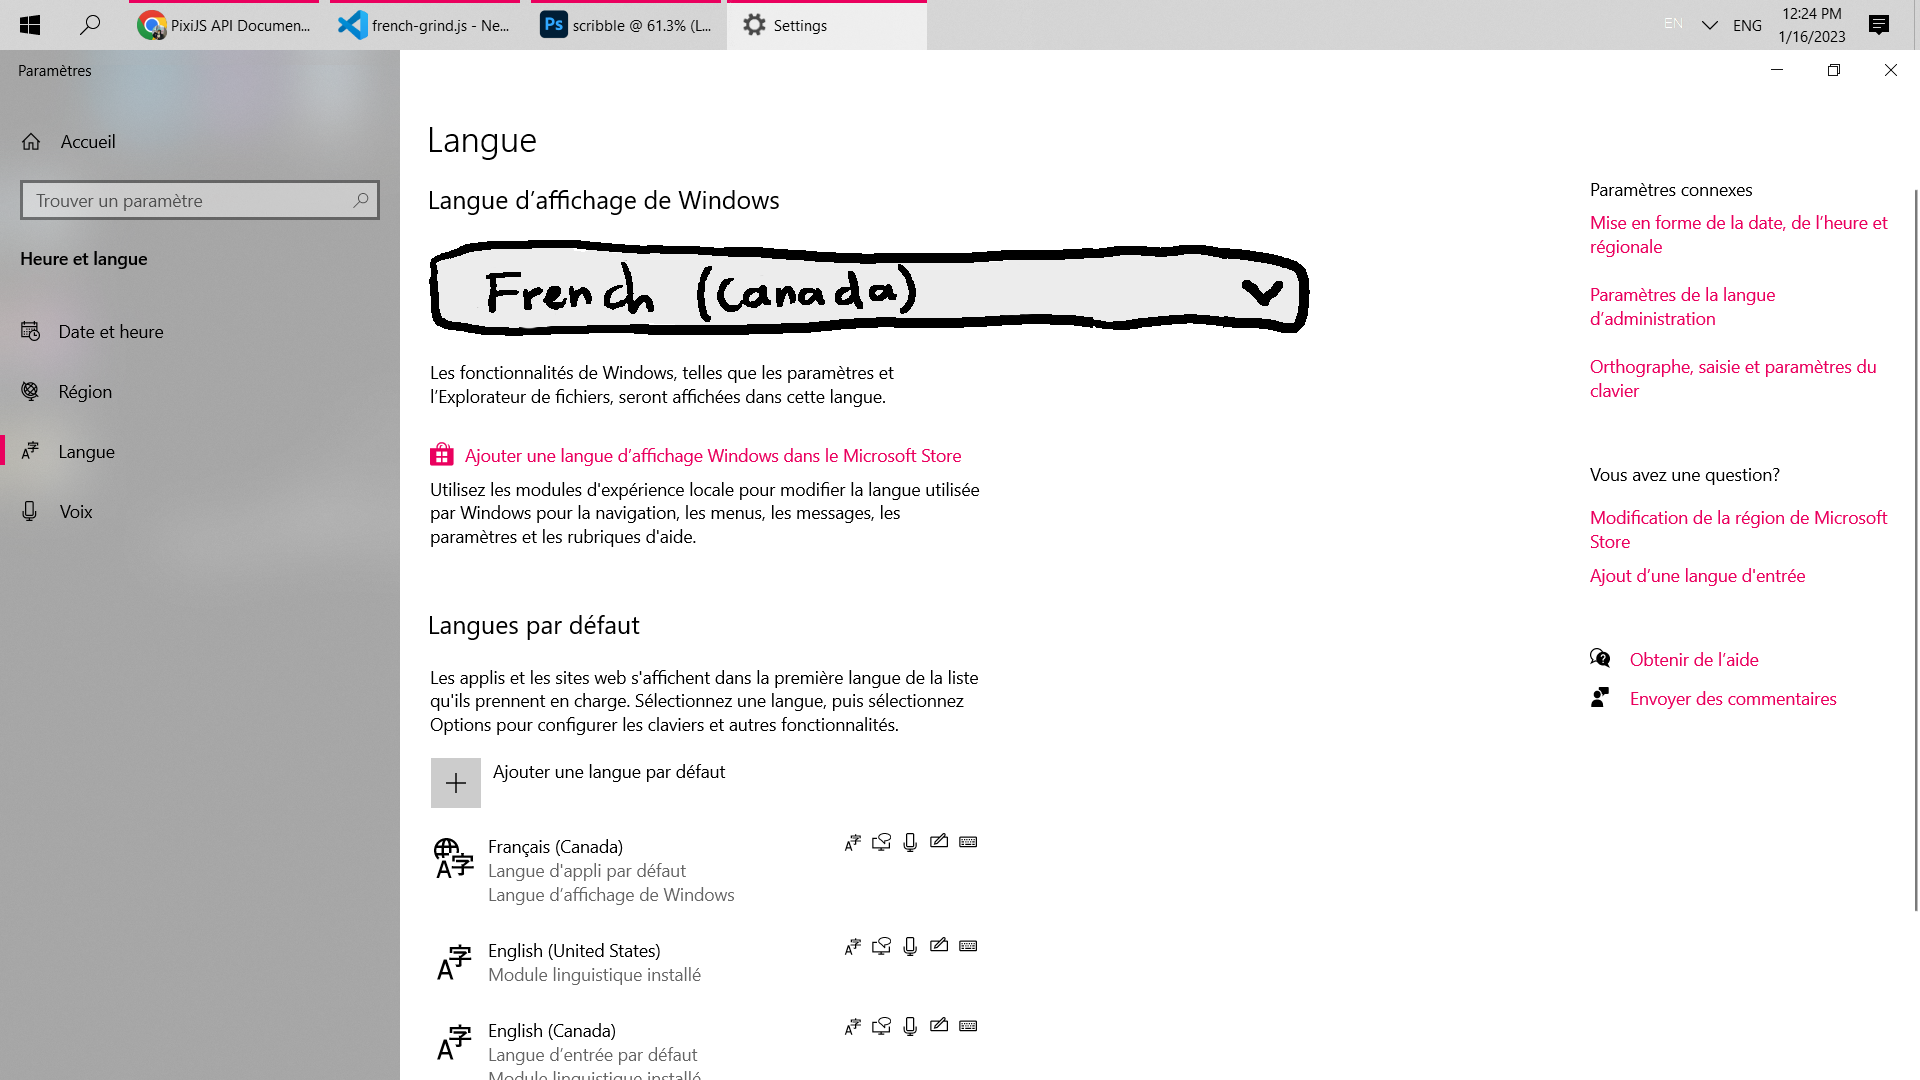 PixiJS API Documen...
french-grind.js - Ne...
Ps
scribble @ 61.3% (L...
Settings
EN
ENG
12:24 PM
1/16/2023
Paramètres
Accueil
Trouver un paramètre
Heure et langue
Date et heure
Région
Langue
Voix
Langue
Langue d’affichage de Windows
French (Canada)
Les fonctionnalités de Windows, telles que les paramètres et
l’Explorateur de fichiers, seront affichées dans cette langue.
Ajouter une langue d’affichage Windows dans le Microsoft Store
Utilisez les modules d'expérience locale pour modifier la langue utilisée
par Windows pour la navigation, les menus, les messages, les
paramètres et les rubriques d'aide.
Langues par défaut
Les applis et les sites web s'affichent dans la première langue de la liste
qu'ils prennent en charge. Sélectionnez une langue, puis sélectionnez
Options pour configurer les claviers et autres fonctionnalités.
Ajouter une langue par défaut
Français (Canada)
Langue d'appli par défaut
Langue d’affichage de Windows
English (United States)
Module linguistique installé
English (Canada)
Langue d’entrée par défaut
Module linguistique installé
Paramètres connexes
Mise en forme de la date, de l’heure et
régionale
Paramètres de la langue
d’administration
Orthographe, saisie et paramètres du
clavier
Vous avez une question?
Modification de la région de Microsoft
Store
Ajout d’une langue d'entrée
Obtenir de l’aide
Envoyer des commentaires